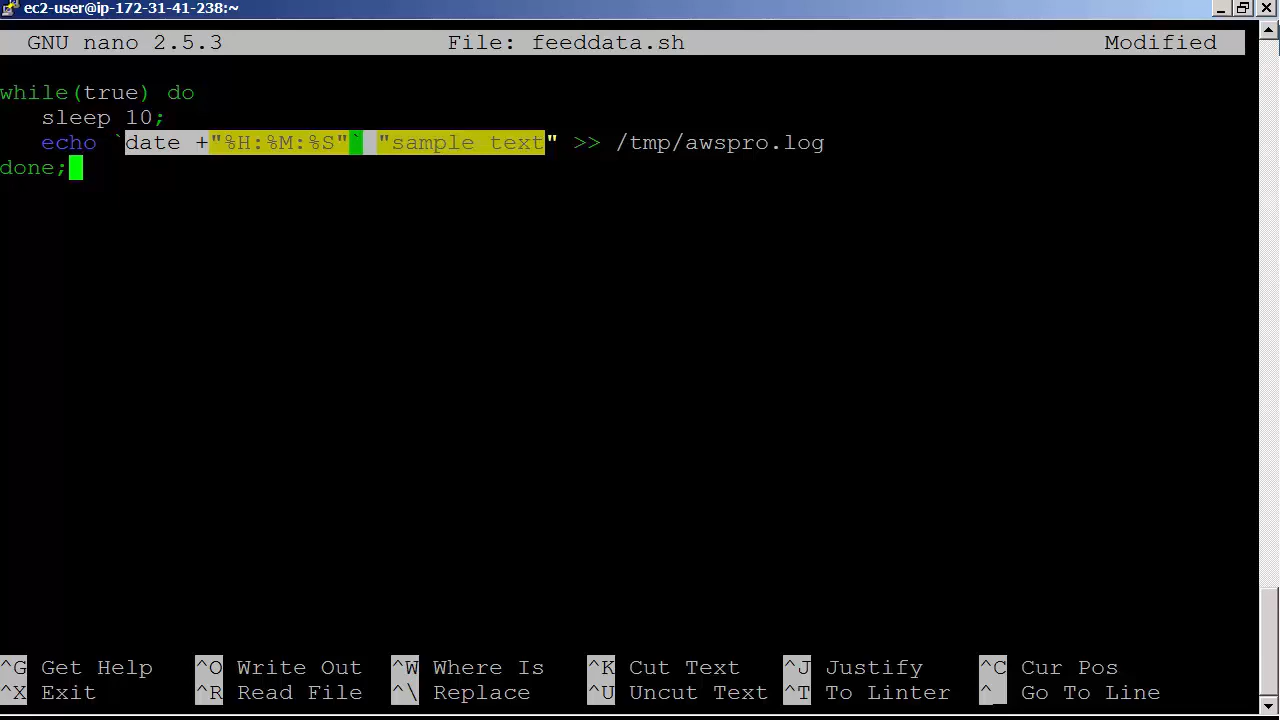 ec2-user@ip-172-31-41-238:~
GNU nano 2.5.3 File: feeddata.sh Modified
while(true) do
sleep 10;
echo `date +"%H:%M:%S"` "sample text" >> /tmp/awspro.log
done;
^G Get Help ^O Write Out ^W Where Is ^K Cut Text ^J Justify ^C Cur Pos
^X Exit ^R Read File ^\ Replace ^U Uncut Text ^T To Linter ^_ Go To Line